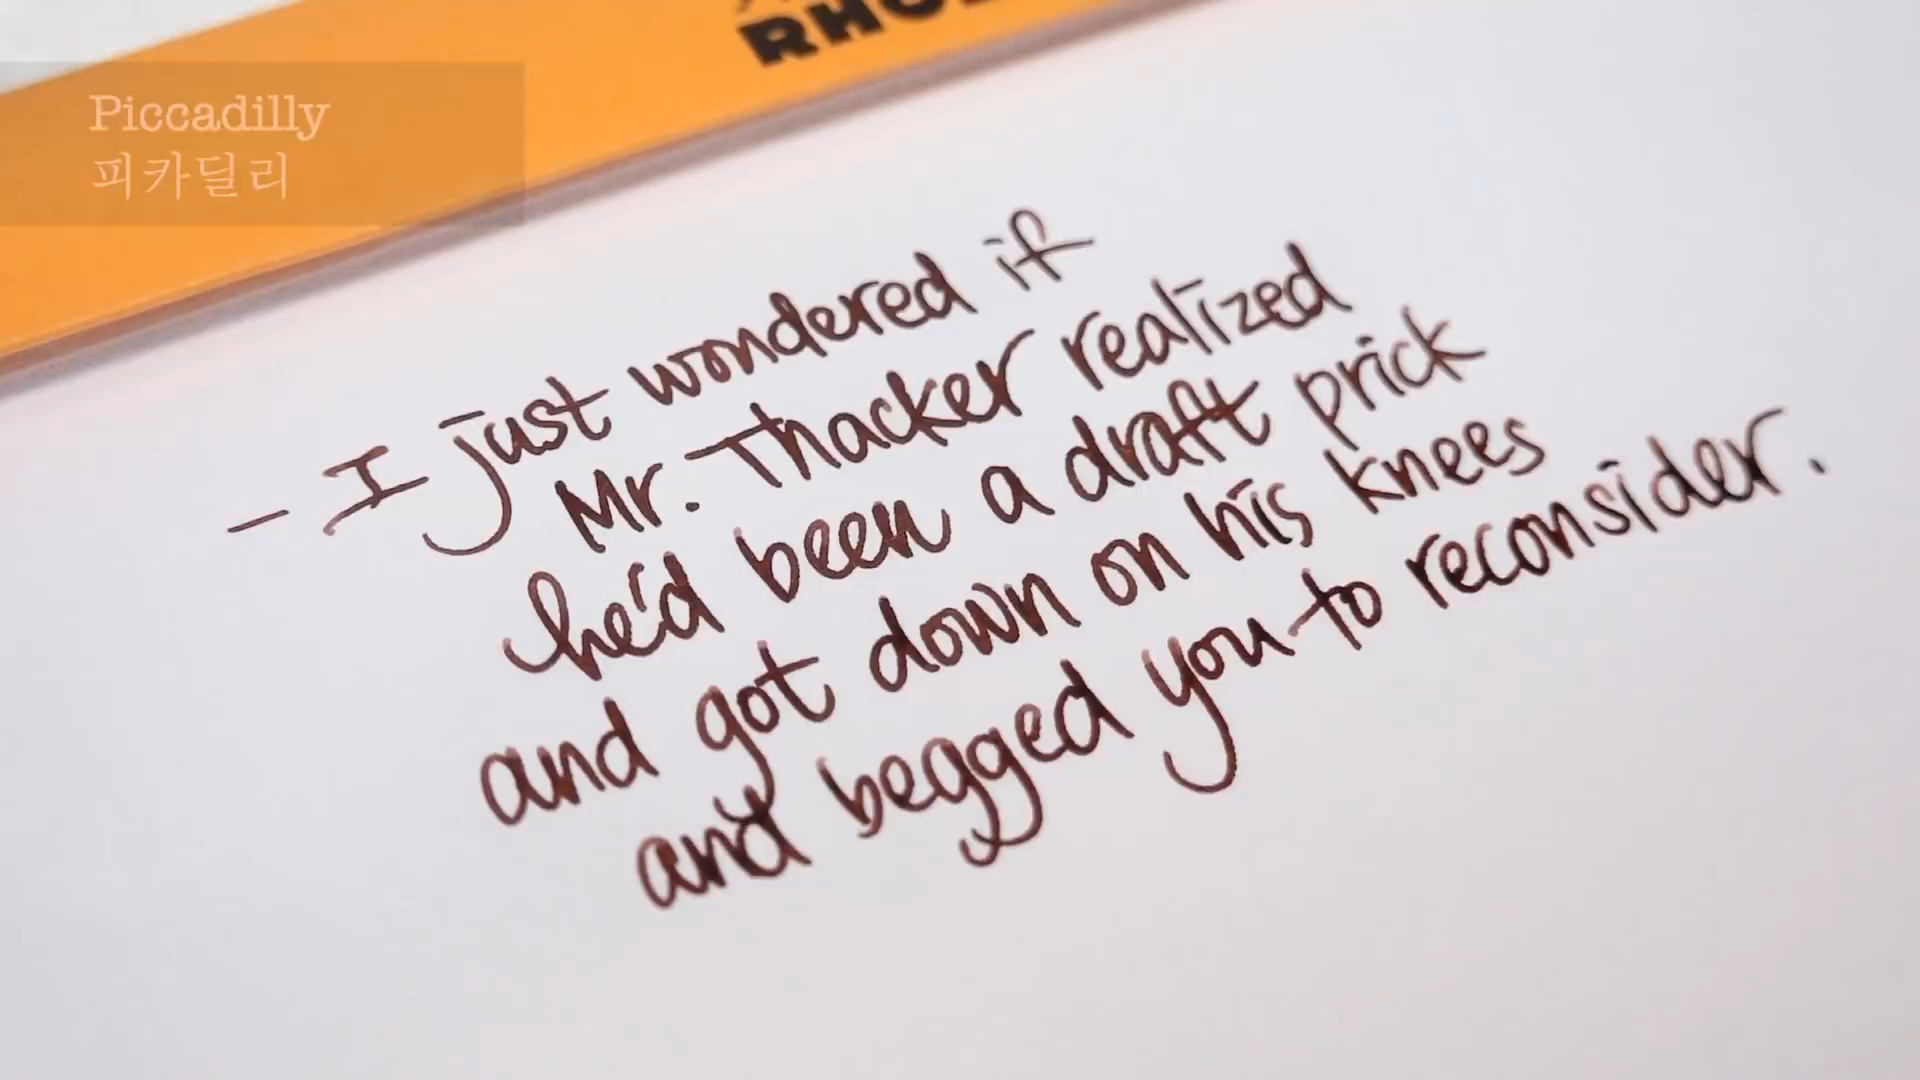 RHO
Piccadilly
피카딜리
- I just wondered if
Mr. Thacker realized
he'd been a draft prick
and got down on his knees
and begged you to reconsider.